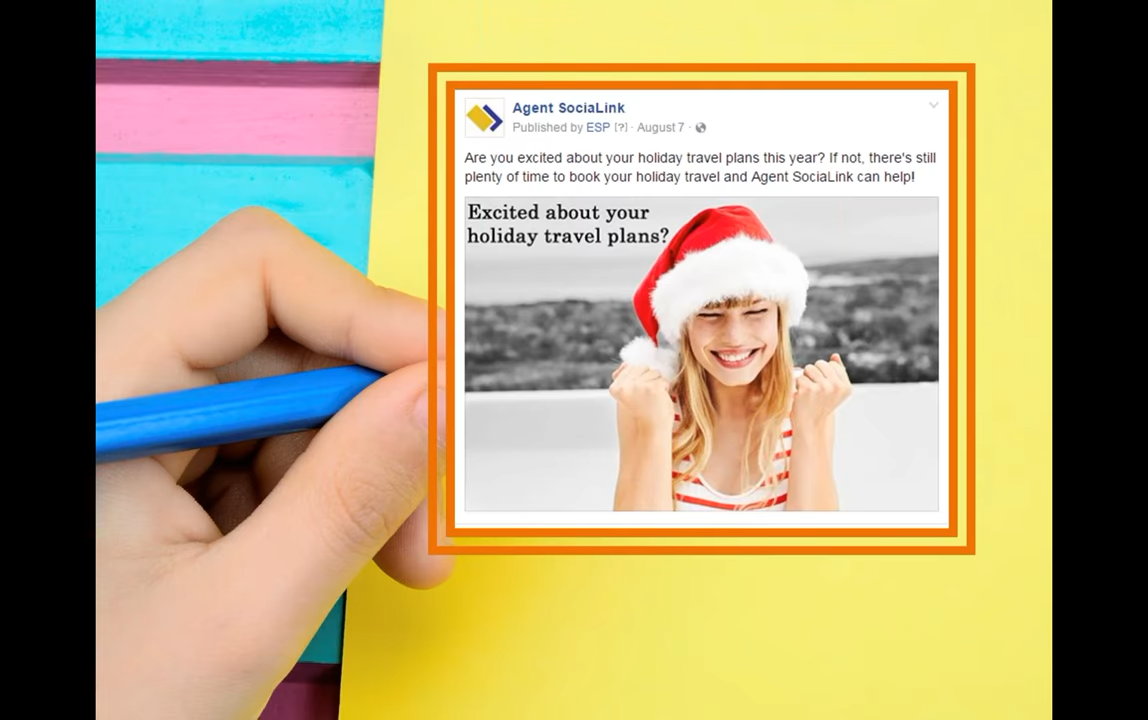 Agent SociaLink
Published by ESP [?] · August 7 ·
Are you excited about your holiday travel plans this year? If not, there's still
plenty of time to book your holiday travel and Agent SociaLink can help!
Excited about your
holiday travel plans?